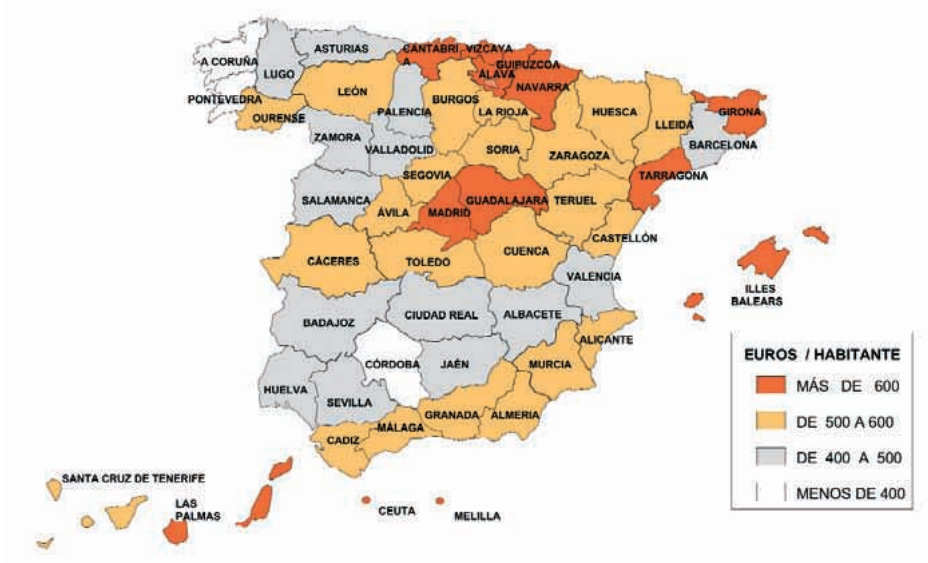 ASTURIAS
CANTABRI
A
VIZCAYA
GUIPUZCOA
A CORUÑA
LUGO
ÁLAVA
NAVARRA
LEÓN
PONTEVEDRA
OURENSE
PALENCIA
BURGOS
LA RIOJA
HUESCA
LLEIDA
GIRONA
BARCELONA
ZAMORA
VALLADOLID
SORIA
ZARAGOZA
TARRAGONA
SEGOVIA
SALAMANCA
ÁVILA
MADRID
GUADALAJARA
TERUEL
CASTELLÓN
CUENCA
CÁCERES
TOLEDO
VALENCIA
ILLES
BALEARS
BADAJOZ
CIUDAD REAL
ALBACETE
ALICANTE
CÓRDOBA
JAÉN
MURCIA
HUELVA
SEVILLA
GRANADA
ALMERIA
MÁLAGA
CADIZ
SANTA CRUZ DE TENERIFE
LAS
PALMAS
CEUTA
MELILLA
EUROS / HABITANTE
MÁS DE 600
DE 500 A 600
DE 400 A 500
MENOS DE 400